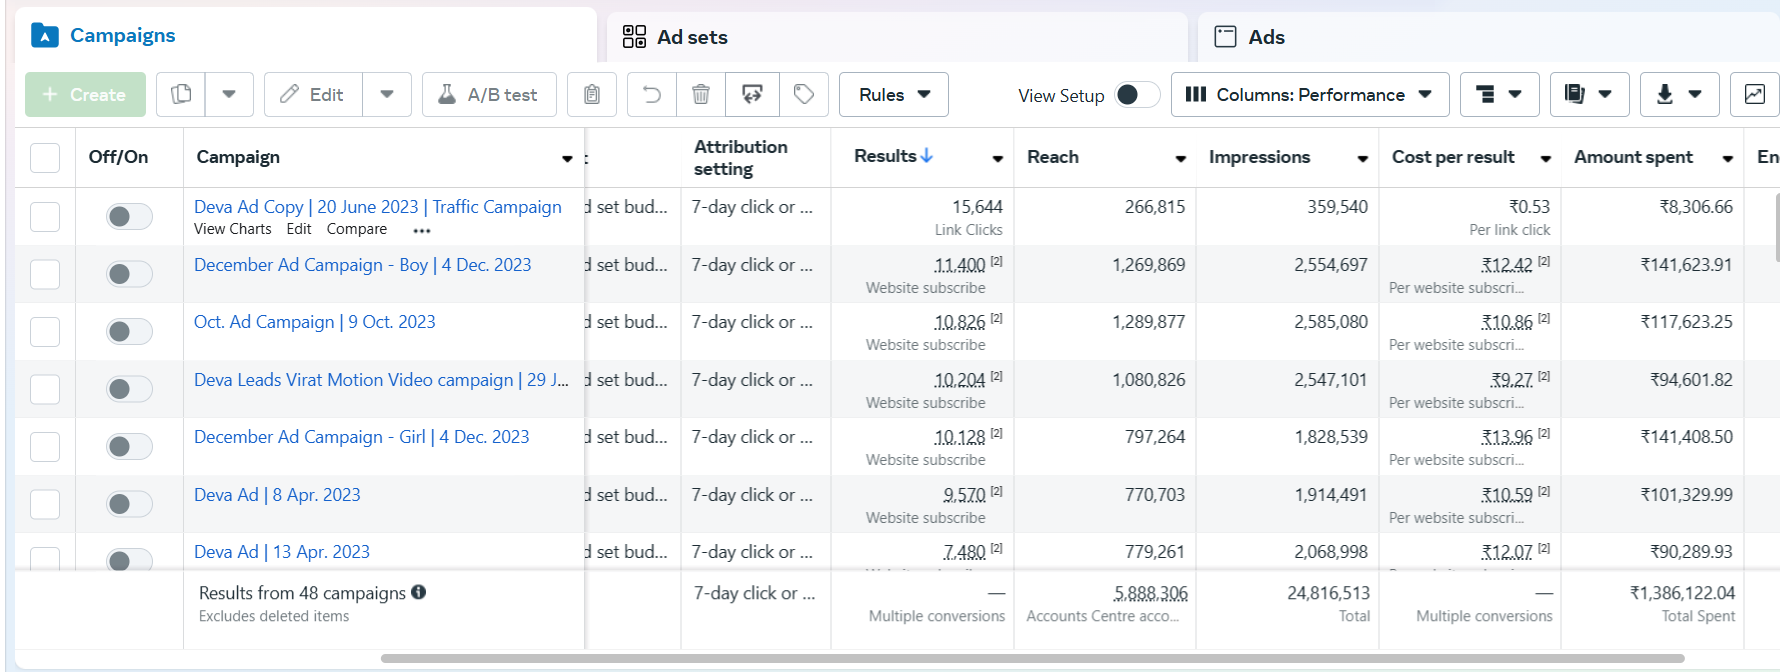 Campaigns
Ad sets
Ads
+ Create
Edit
A/B test
Rules
View Setup
Columns: Performance
Off/On
Campaign
Attribution setting
Results↓
Reach
Impressions
Cost per result
Amount spent
En
Deva Ad Copy | 20 June 2023 | Traffic Campaign
d set bud...
7-day click or ...
15,644
266,815
359,540
₹0.53
₹8,306.66
View Charts Edit Compare ...
Link Clicks
Per link click
December Ad Campaign - Boy | 4 Dec. 2023
d set bud...
7-day click or ...
11,400 [2]
1,269,869
2,554,697
₹12.42 [2]
₹141,623.91
Website subscribe
Per website subscri...
Oct. Ad Campaign | 9 Oct. 2023
d set bud...
7-day click or ...
10,826 [2]
1,289,877
2,585,080
₹10.86 [2]
₹117,623.25
Website subscribe
Per website subscri...
Deva Leads Virat Motion Video campaign | 29 J...
d set bud...
7-day click or ...
10,204 [2]
1,080,826
2,547,101
₹9.27 [2]
₹94,601.82
Website subscribe
Per website subscri...
December Ad Campaign - Girl | 4 Dec. 2023
d set bud...
7-day click or ...
10,128 [2]
797,264
1,828,539
₹13.96 [2]
₹141,408.50
Website subscribe
Per website subscri...
Deva Ad | 8 Apr. 2023
d set bud...
7-day click or ...
9,570 [2]
770,703
1,914,491
₹10.59 [2]
₹101,329.99
Website subscribe
Per website subscri...
Deva Ad | 13 Apr. 2023
d set bud...
7-day click or ...
7,480 [2]
779,261
2,068,998
₹12.07 [2]
₹90,289.93
Results from 48 campaigns
7-day click or ...
—
5,888,306
24,816,513
—
₹1,386,122.04
Excludes deleted items
Multiple conversions
Accounts Centre acco...
Total
Multiple conversions
Total Spent